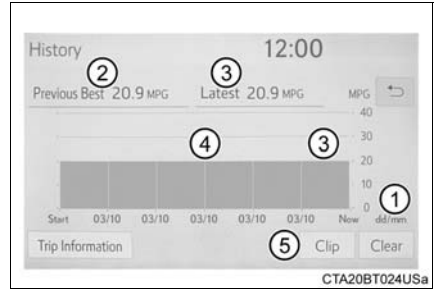 History 12:00
② ③
Previous Best 20.9 MPG Latest 20.9 MPG MPG
40
④ ③ 30
20
10
① 0
Start 03/10 03/10 03/10 03/10 03/10 Now dd/mm
Trip Information ⑤ Clip Clear
CTA20BT024USa